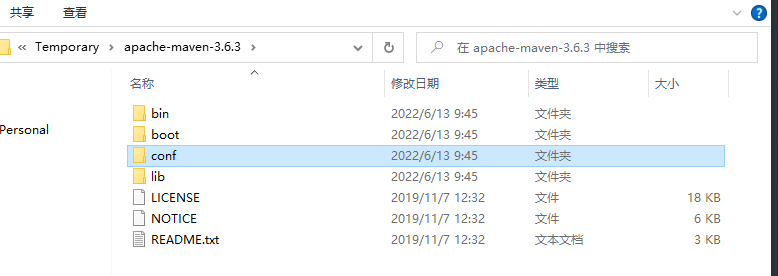 共享 查看
« Temporary › apache-maven-3.6.3 › 在 apache-maven-3.6.3 中搜索
名称 修改日期 类型 大小
bin 2022/6/13 9:45 文件夹
Personal
boot 2022/6/13 9:45 文件夹
conf 2022/6/13 9:45 文件夹
lib 2022/6/13 9:45 文件夹
LICENSE 2019/11/7 12:32 文件 18 KB
NOTICE 2019/11/7 12:32 文件 6 KB
README.txt 2019/11/7 12:32 文本文档 3 KB